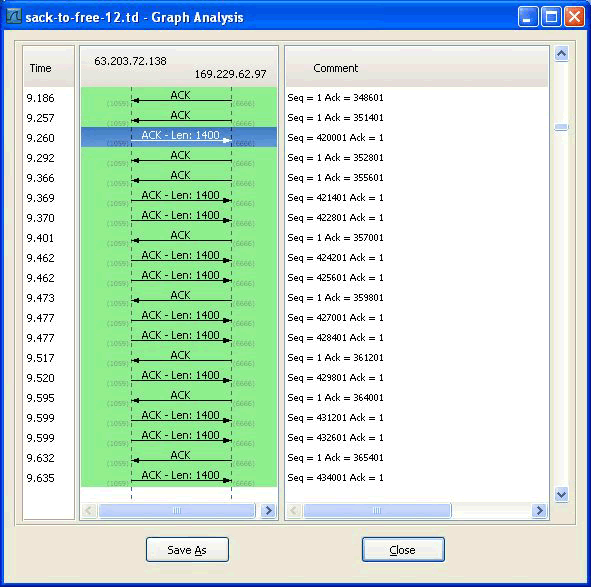 sack-to-free-12.td - Graph Analysis
Time 63.203.72.138 Comment
169.229.62.97
9.186 (1059) ACK (6666) Seq = 1 Ack = 348601
9.257 (1059) ACK (6666) Seq = 1 Ack = 351401
9.260 (1059) ACK - Len: 1400 (6666) Seq = 420001 Ack = 1
9.292 (1059) ACK (6666) Seq = 1 Ack = 352801
9.366 (1059) ACK (6666) Seq = 1 Ack = 355601
9.369 (1059) ACK - Len: 1400 (6666) Seq = 421401 Ack = 1
9.370 (1059) ACK - Len: 1400 (6666) Seq = 422801 Ack = 1
9.401 (1059) ACK (6666) Seq = 1 Ack = 357001
9.462 (1059) ACK - Len: 1400 (6666) Seq = 424201 Ack = 1
9.462 (1059) ACK - Len: 1400 (6666) Seq = 425601 Ack = 1
9.473 (1059) ACK (6666) Seq = 1 Ack = 359801
9.477 (1059) ACK - Len: 1400 (6666) Seq = 427001 Ack = 1
9.477 (1059) ACK - Len: 1400 (6666) Seq = 428401 Ack = 1
9.517 (1059) ACK (6666) Seq = 1 Ack = 361201
9.520 (1059) ACK - Len: 1400 (6666) Seq = 429801 Ack = 1
9.595 (1059) ACK (6666) Seq = 1 Ack = 364001
9.599 (1059) ACK - Len: 1400 (6666) Seq = 431201 Ack = 1
9.599 (1059) ACK - Len: 1400 (6666) Seq = 432601 Ack = 1
9.632 (1059) ACK (6666) Seq = 1 Ack = 365401
9.635 (1059) ACK - Len: 1400 (6666) Seq = 434001 Ack = 1
Save As Close